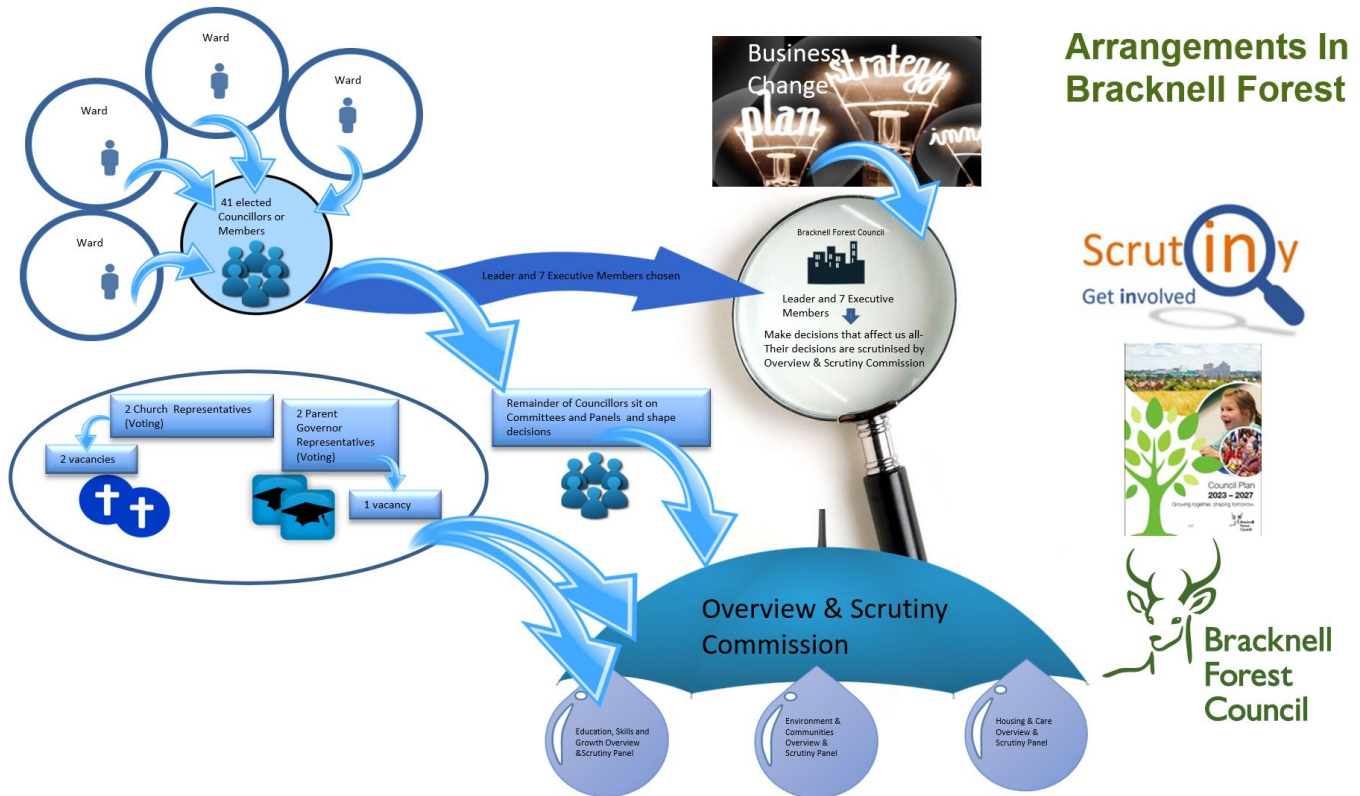 Arrangements In
Bracknell Forest
Ward
Ward
Ward
Ward
41 elected
Councillors or
Members
Business
Change
plan
strategy
Leader and 7 Executive Members chosen
Bracknell Forest Council
Leader and 7 Executive
Members
Make decisions that affect us all-
Their decisions are scrutinised by
Overview & Scrutiny Commission
Scrutiny
Get involved
2 Church Representatives
(Voting)
2 vacancies
2 Parent
Governor
Representatives
(Voting)
1 vacancy
Remainder of Councillors sit on
Committees and Panels and shape
decisions
Council Plan
2023 – 2027
Growing together, shaping tomorrow
Bracknell
Forest
Council
Overview & Scrutiny
Commission
Education, Skills and
Growth Overview
&Scrutiny Panel
Environment &
Communities
Overview &
Scrutiny Panel
Housing & Care
Overview &
Scrutiny Panel
Bracknell
Forest
Council